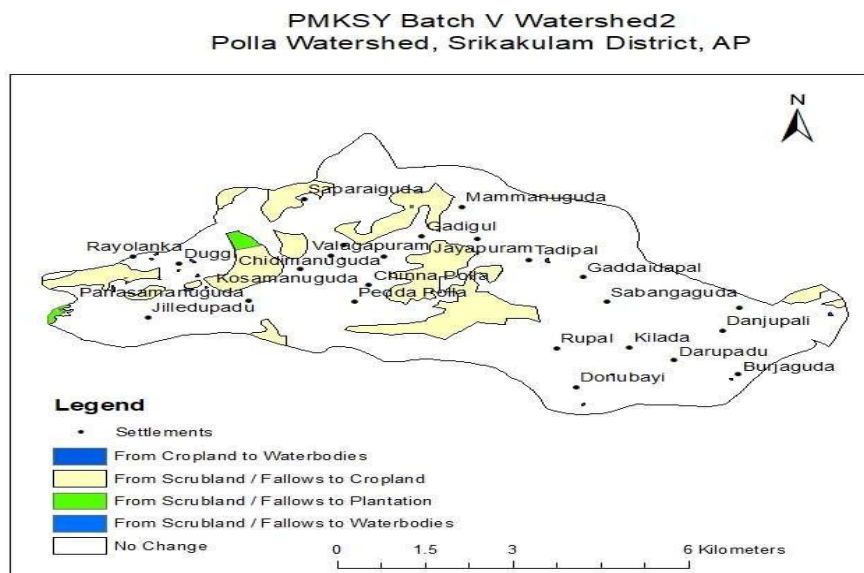 PMKSY Batch V Watershed2
Polla Watershed, Srikakulam District, AP
N
Saparaiguda
Mammanuguda
Gadigul
Rayolanka
Duggi
Valagapuram
Jayapuram
Tadipal
Chidimanuguda
Gaddaidapal
Kosamanuguda
Chinna Polla
Parrasamanuguda
Pedda Rolla
Sabangaguda
Jilledupadu
Danjupali
Rupal
Kilada
Darupadu
Burjaguda
Donubayi
Legend
Settlements
From Cropland to Waterbodies
From Scrubland / Fallows to Cropland
From Scrubland / Fallows to Plantation
From Scrubland / Fallows to Waterbodies
No Change
0 1.5 3 6 Kilometers